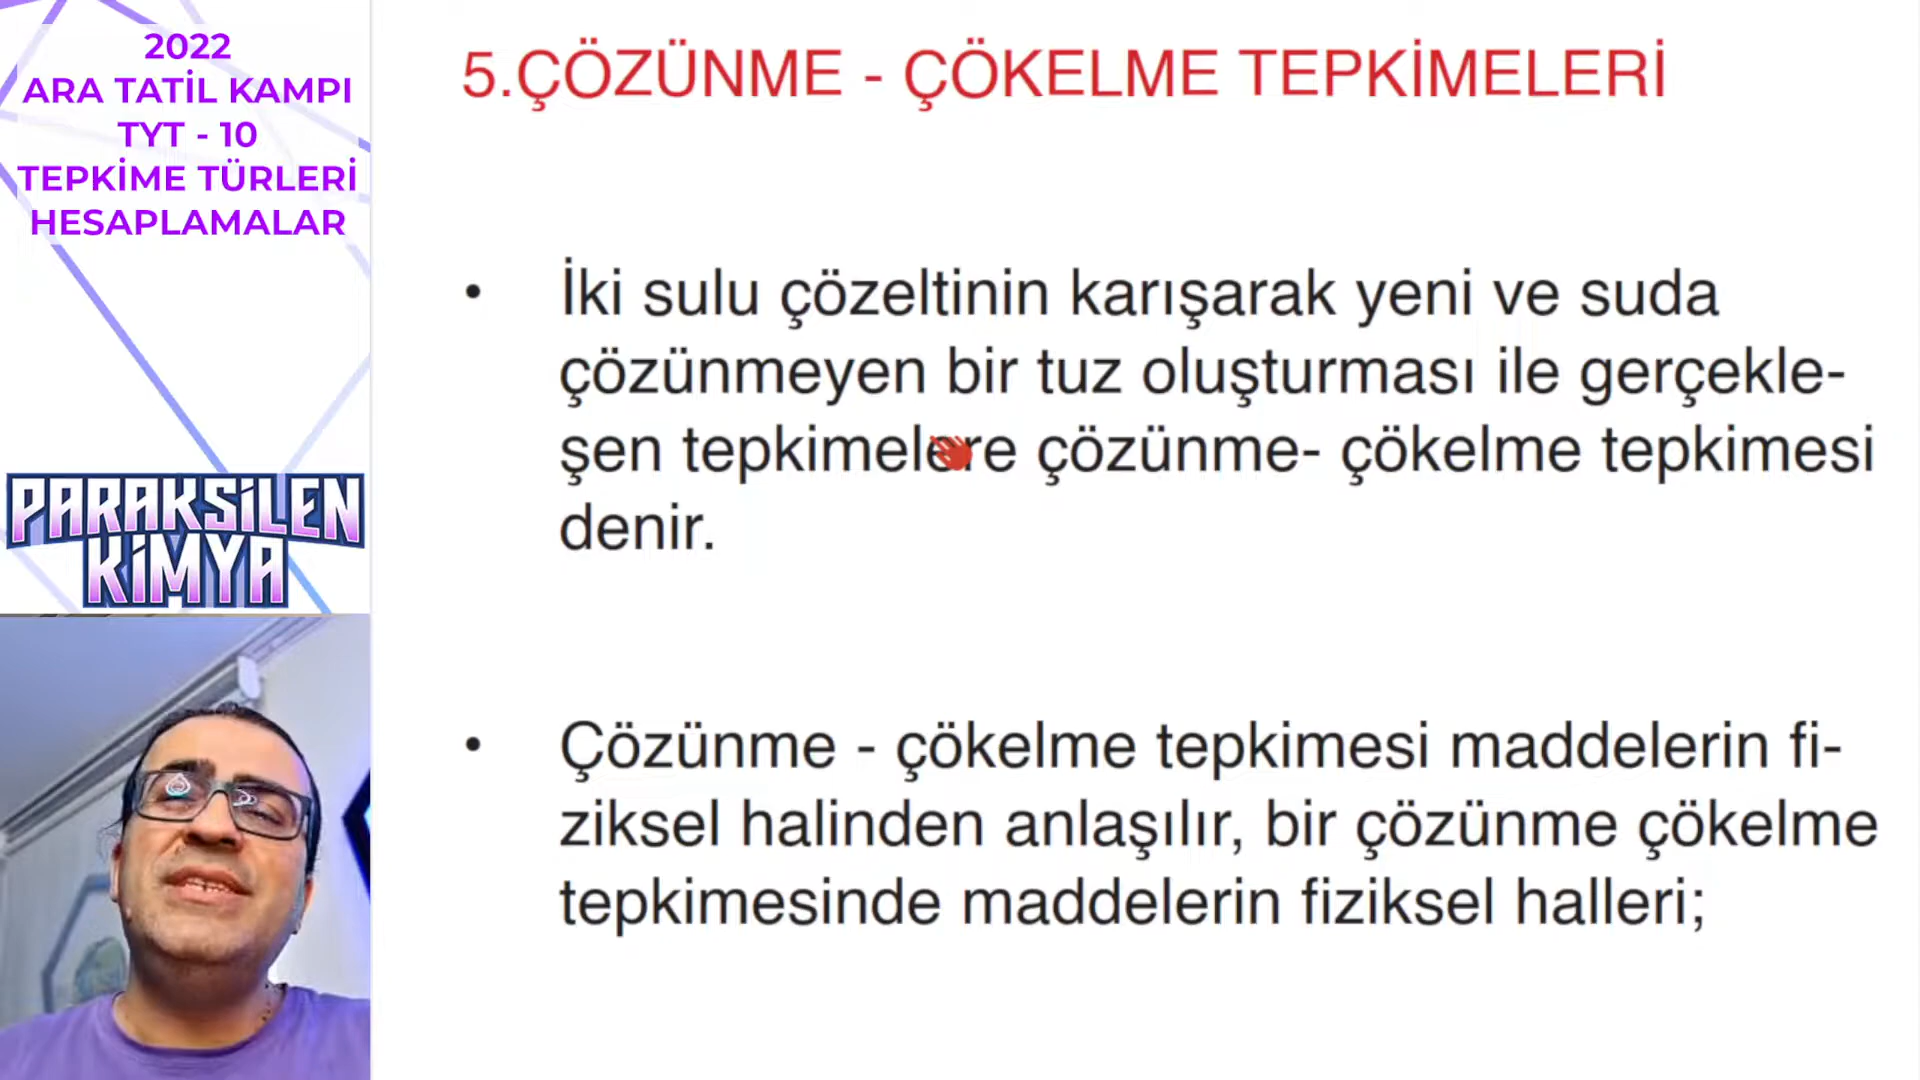 2022
ARA TATİL KAMPI
TYT - 10
TEPKİME TÜRLERİ
HESAPLAMALAR
PARAKSİLEN
KİMYA
5.ÇÖZÜNME - ÇÖKELME TEPKİMELERİ
• İki sulu çözeltinin karışarak yeni ve suda
çözünmeyen bir tuz oluşturması ile gerçekle-
şen tepkimelere çözünme- çökelme tepkimesi
denir.
• Çözünme - çökelme tepkimesi maddelerin fi-
ziksel halinden anlaşılır, bir çözünme çökelme
tepkimesinde maddelerin fiziksel halleri;